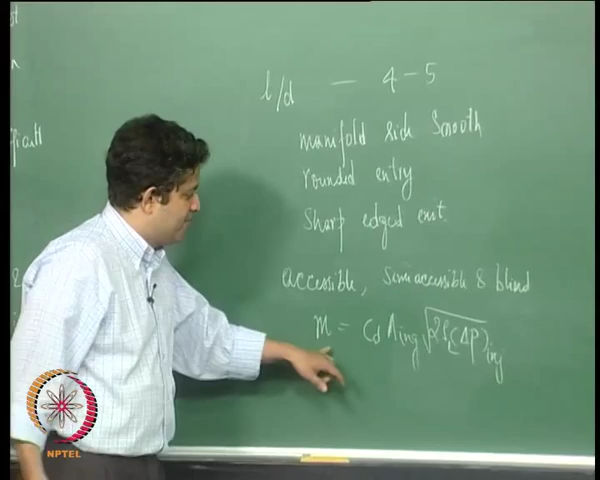 l/d — 4-5
manifold side Smooth
rounded entry
Sharp edged exit.
accessible, Semiaccessible & blind
ṁ = Cd Ainj √2ρ(ΔP)inj
NPTEL